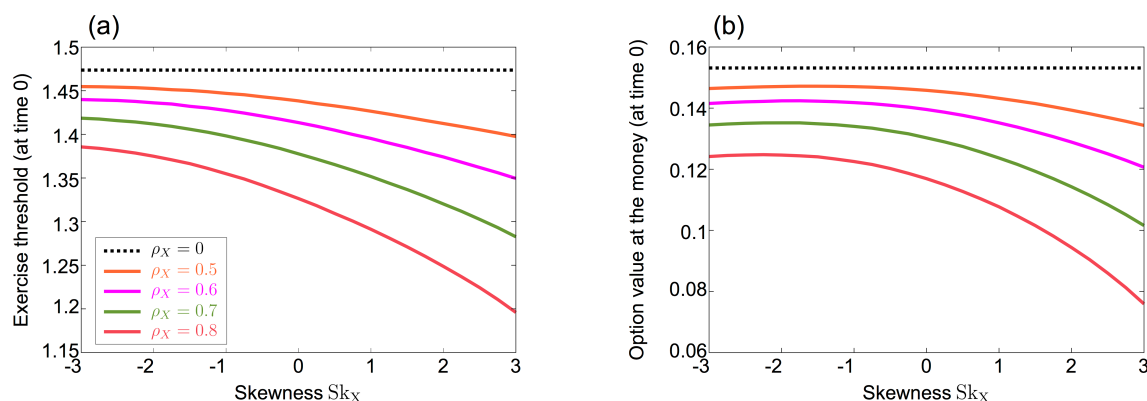 (a)
Exercise threshold (at time 0)
1.5
1.45
1.4
1.35
1.3
1.25
1.2
1.15
ρX = 0
ρX = 0.5
ρX = 0.6
ρX = 0.7
ρX = 0.8
-3 -2 -1 0 1 2 3
Skewness SkX
(b)
Option value at the money (at time 0)
0.16
0.14
0.12
0.1
0.08
0.06
-3 -2 -1 0 1 2 3
Skewness SkX